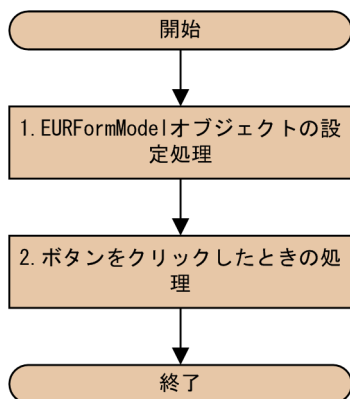 開始
1.EURFormModelオブジェクトの設
定処理
2.ボタンをクリックしたときの処
理
終了